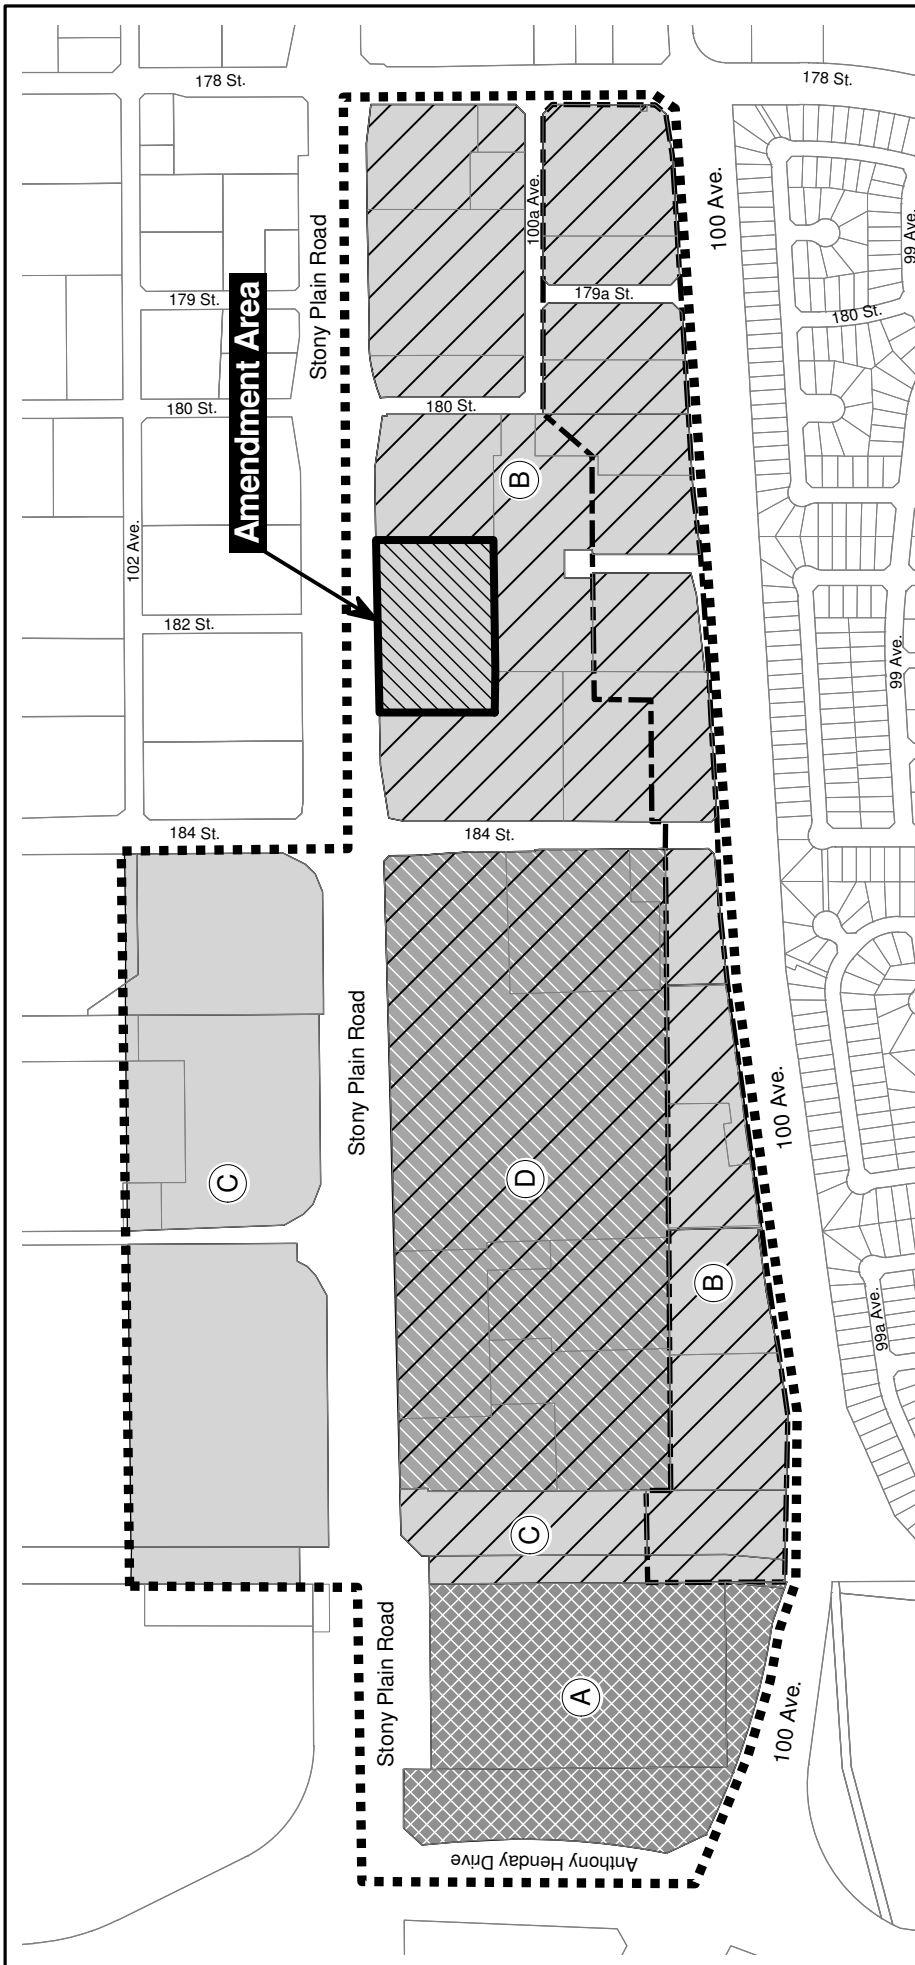 178 St.
178 St.
100 Ave.
99 Ave.
100a Ave.
179a St.
179 St.
Stony Plain Road
Amendment Area
180 St.
180 St.
180 St.
B
102 Ave.
182 St.
99 Ave.
184 St.
184 St.
Stony Plain Road
100 Ave.
C
D
B
99a Ave.
C
Stony Plain Road
A
100 Ave.
Anthony Henday Drive